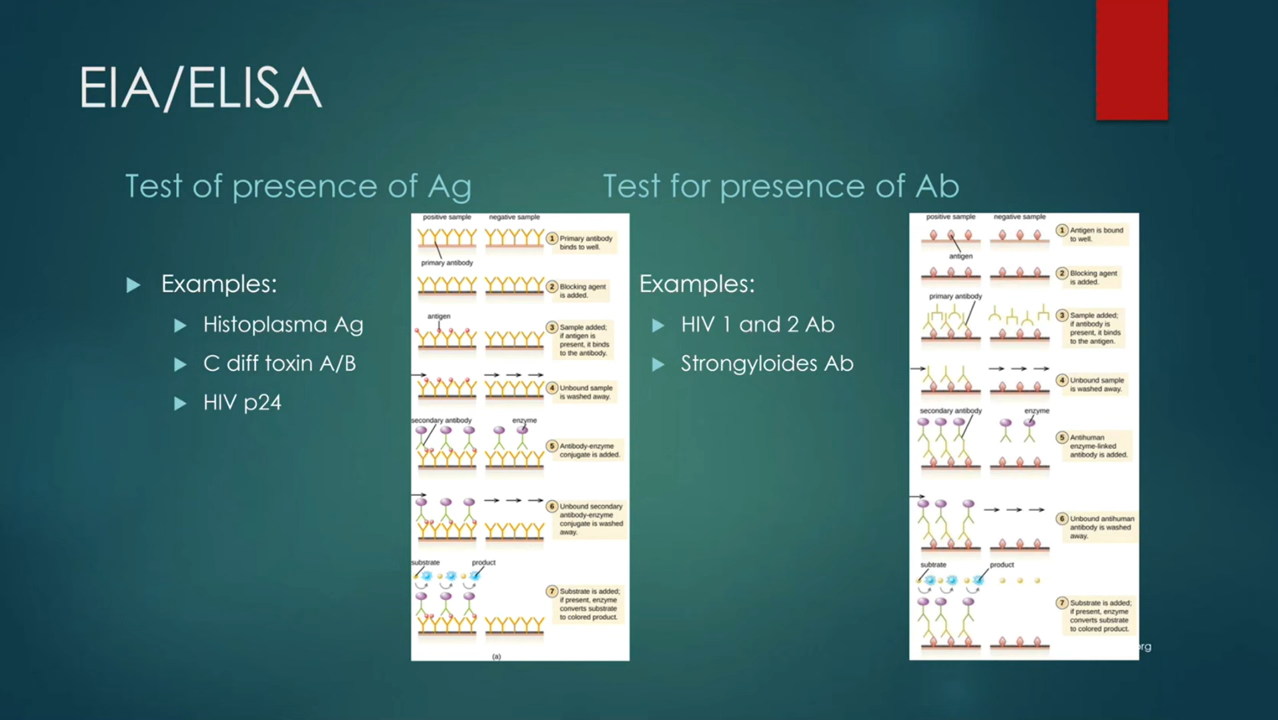 EIA/ELISA
Test of presence of Ag
Examples:
Histoplasma Ag
C diff toxin A/B
HIV p24
positive sample negative sample
primary antibody
1 Primary antibody
binds to well.
2 Blocking agent
is added.
antigen
3 Sample added;
if antigen is
present, it binds
to the antibody.
4 Unbound sample
is washed away.
secondary antibody enzyme
5 Antibody-enzyme
conjugate is added.
6 Unbound secondary
antibody-enzyme
conjugate is washed
away.
substrate product
7 Substrate is added;
if present, enzyme
converts substrate
to colored product.
(a)
Test for presence of Ab
Examples:
HIV 1 and 2 Ab
Strongyloides Ab
positive sample negative sample
antigen
1 Antigen is bound
to well.
2 Blocking agent
is added.
primary antibody
3 Sample added;
if antibody is
present, it binds
to the antigen.
4 Unbound sample
is washed away.
secondary antibody enzyme
5 Antihuman
enzyme-linked
antibody is added.
6 Unbound antihuman
antibody is washed
away.
subtrate product
7 Substrate is added;
if present, enzyme
converts substrate
to colored product.